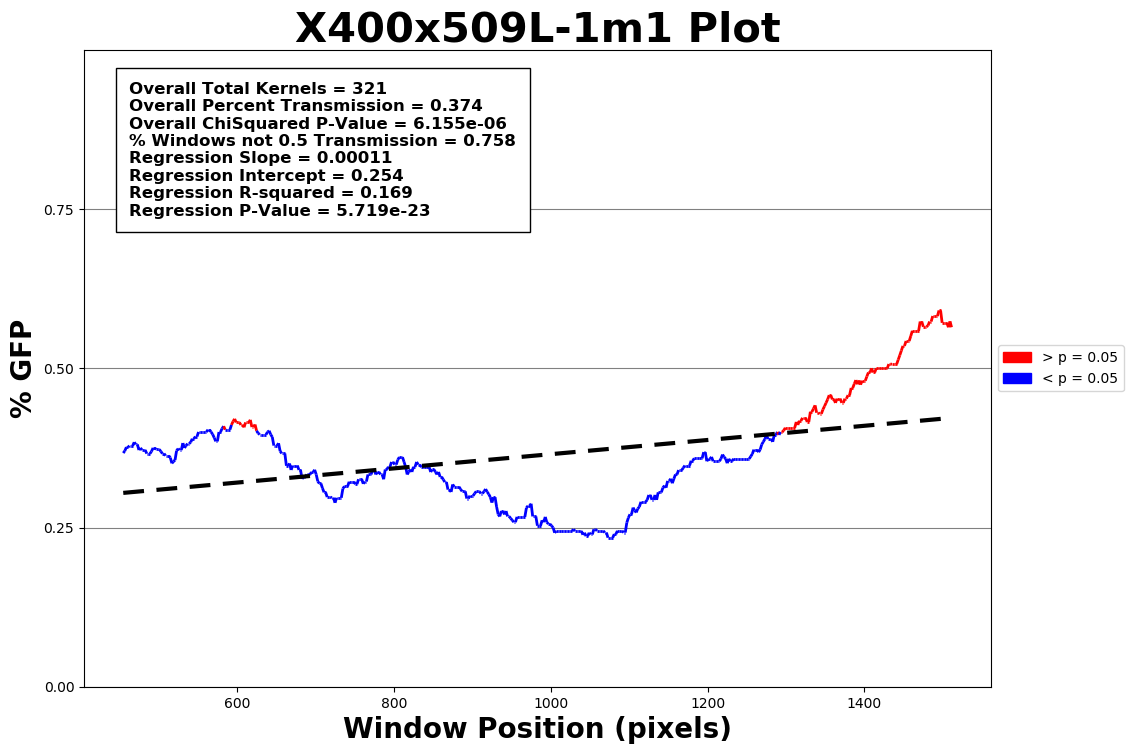 X400x509L-1m1 Plot
Overall Total Kernels = 321
Overall Percent Transmission = 0.374
Overall ChiSquared P-Value = 6.155e-06
% Windows not 0.5 Transmission = 0.758
Regression Slope = 0.00011
Regression Intercept = 0.254
Regression R-squared = 0.169
Regression P-Value = 5.719e-23
% GFP
0.75
0.50
0.25
0.00
> p = 0.05
< p = 0.05
600 800 1000 1200 1400
Window Position (pixels)